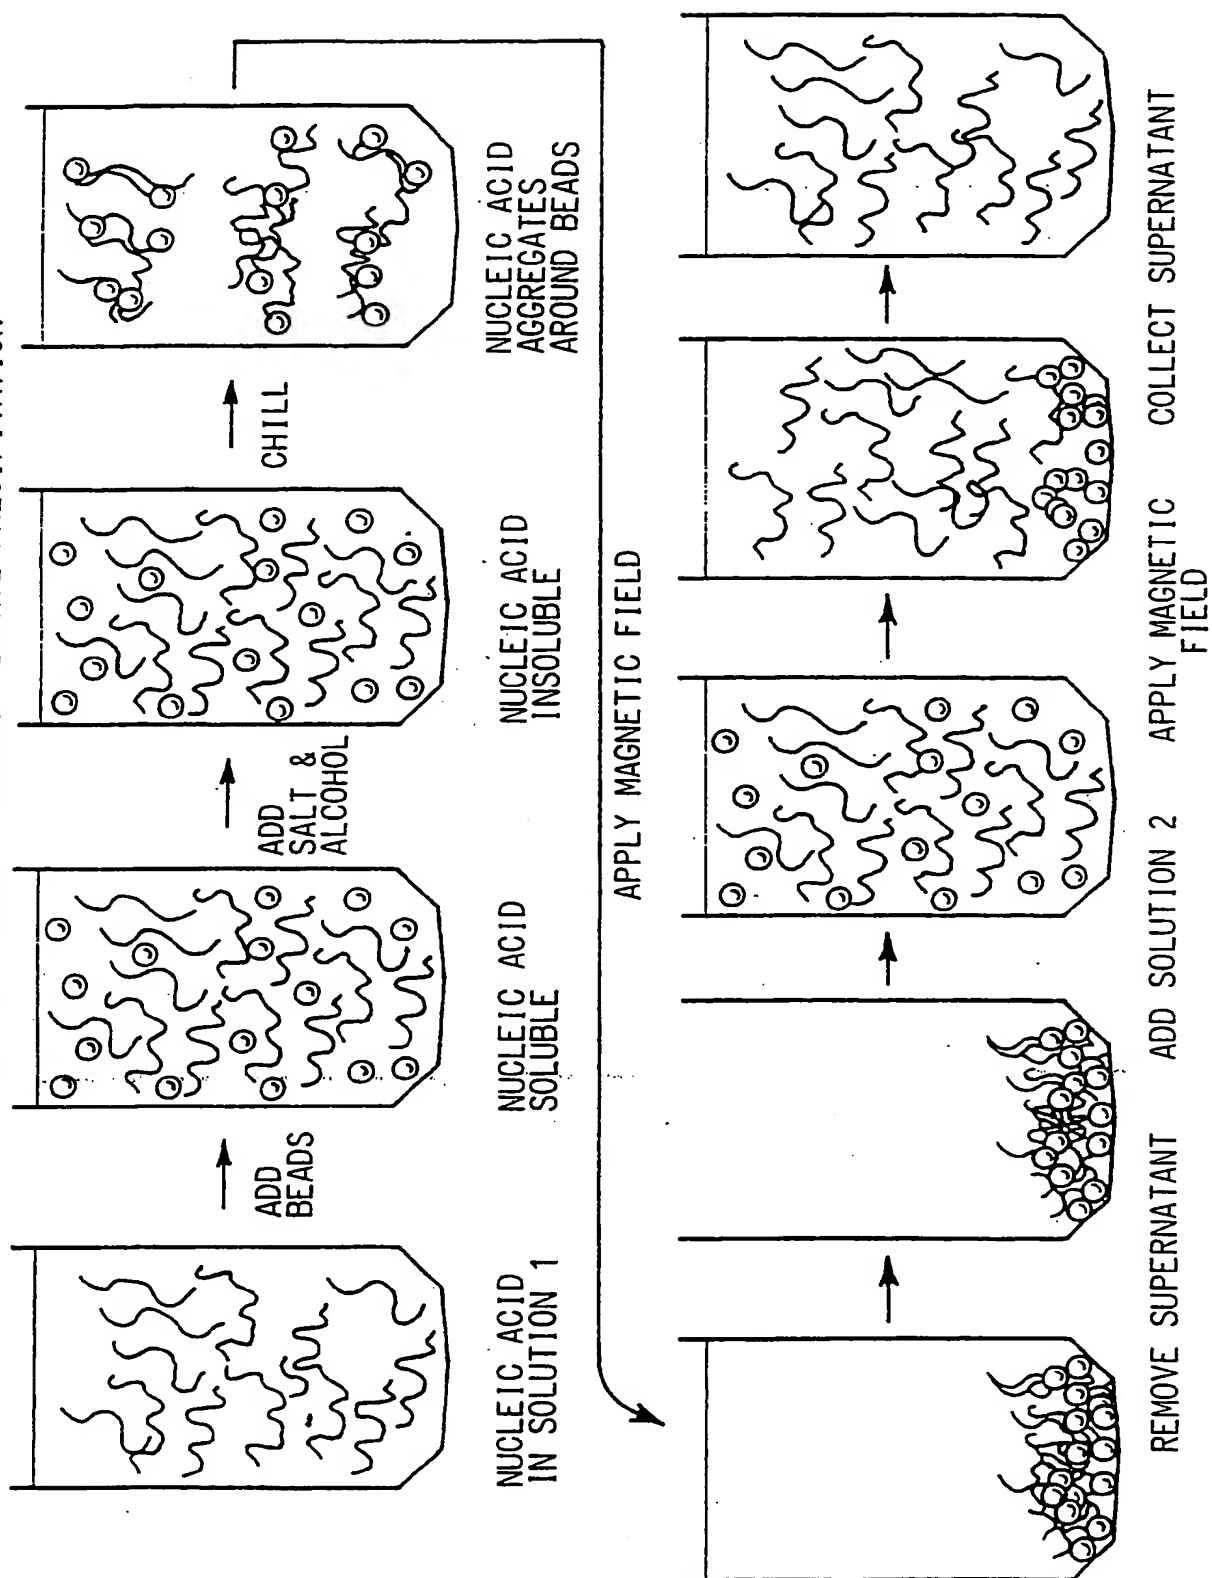 NUCLEIC ACID
IN SOLUTION 1
ADD
BEADS
NUCLEIC ACID
SOLUBLE
ADD
SALT &
ALCOHOL
NUCLEIC ACID
INSOLUBLE
CHILL
NUCLEIC ACID
AGGREGATES
AROUND BEADS
APPLY MAGNETIC FIELD
REMOVE SUPERNATANT
ADD SOLUTION 2
APPLY MAGNETIC
FIELD
COLLECT SUPERNATANT